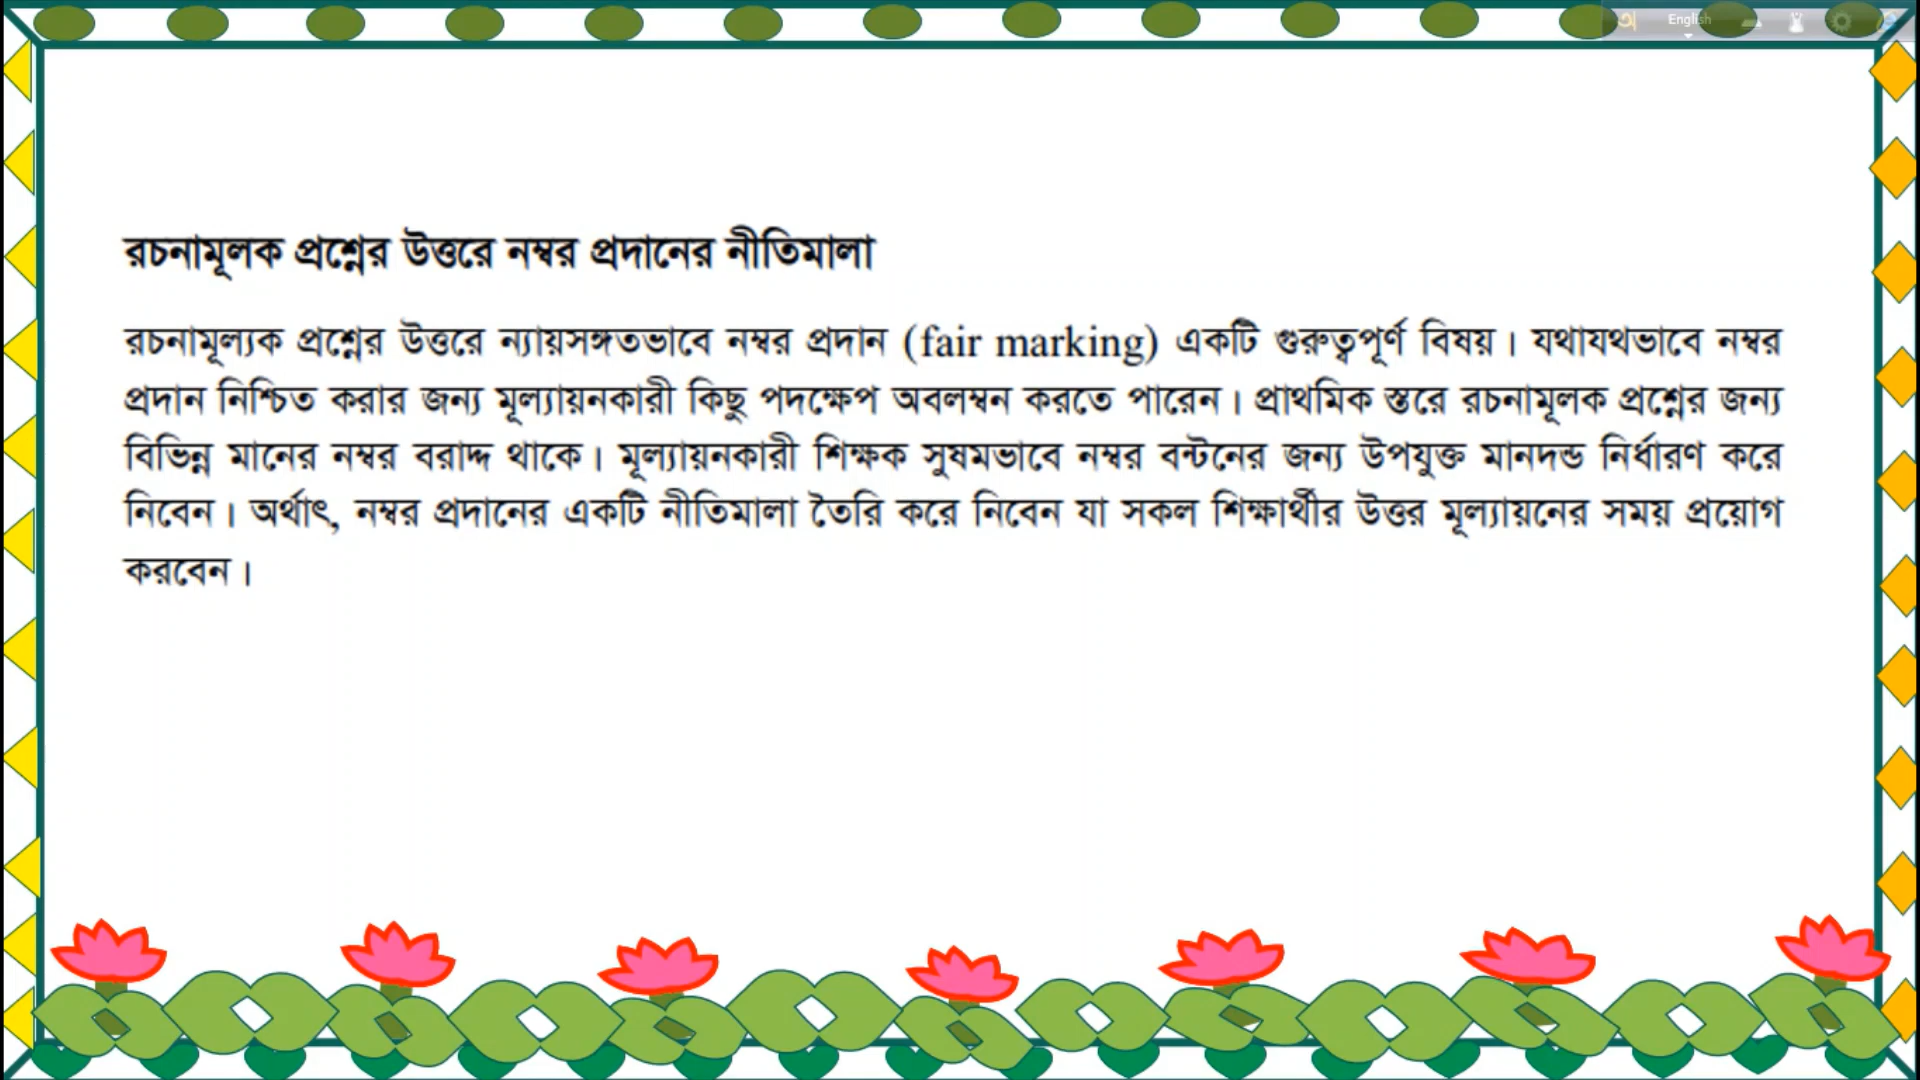 English
রচনামূলক প্রশ্নের উত্তরে নম্বর প্রদানের নীতিমালা
রচনামূল্যক প্রশ্নের উত্তরে ন্যায়সঙ্গতভাবে নম্বর প্রদান (fair marking) একটি গুরুত্বপূর্ণ বিষয়। যথাযথভাবে নম্বর
প্রদান নিশ্চিত করার জন্য মূল্যায়নকারী কিছু পদক্ষেপ অবলম্বন করতে পারেন। প্রাথমিক স্তরে রচনামূলক প্রশ্নের জন্য
বিভিন্ন মানের নম্বর বরাদ্দ থাকে। মূল্যায়নকারী শিক্ষক সুষমভাবে নম্বর বন্টনের জন্য উপযুক্ত মানদন্ড নির্ধারণ করে
নিবেন। অর্থাৎ, নম্বর প্রদানের একটি নীতিমালা তৈরি করে নিবেন যা সকল শিক্ষার্থীর উত্তর মূল্যায়নের সময় প্রয়োগ
করবেন।